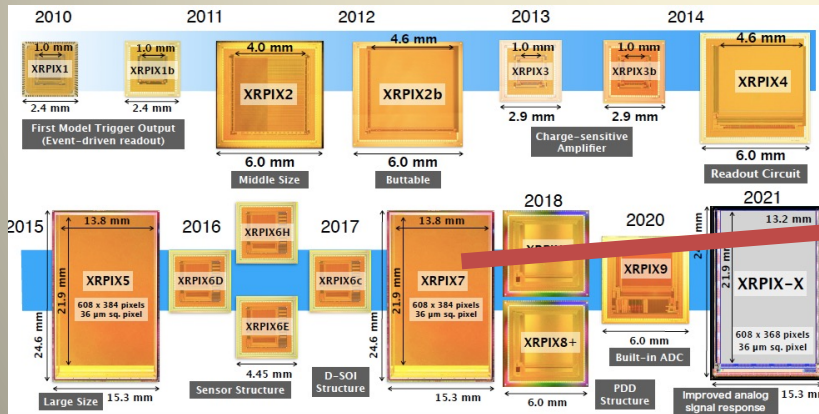 2010
2011
2012
2013
2014
1.0 mm
1.0 mm
4.0 mm
4.6 mm
1.0 mm
1.0 mm
4.6 mm
XRPIX1
XRPIX1b
XRPIX2
XRPIX2b
XRPIX3
XRPIX3b
XRPIX4
2.4 mm
2.4 mm
6.0 mm
6.0 mm
2.9 mm
2.9 mm
6.0 mm
First Model Trigger Output
(Event-driven readout)
Middle Size
Buttable
Charge-sensitive
Amplifier
Readout Circuit
2015
2016
2017
2018
2020
2021
13.8 mm
21.9 mm
24.6 mm
XRPIX5
608 x 384 pixels
36 μm sq. pixel
15.3 mm
Large Size
XRPIX6H
XRPIX6D
XRPIX6E
4.45 mm
Sensor Structure
XRPIX6c
D-SOI
Structure
13.8 mm
21.9 mm
24.6 mm
XRPIX7
608 x 384 pixels
36 μm sq. pixel
15.3 mm
XRPIX8+
6.0 mm
PDD
Structure
XRPIX9
6.0 mm
Built-in ADC
13.2 mm
21.9 mm
XRPIX-X
608 x 368 pixels
36 μm sq. pixel
15.3 mm
Improved analog
signal response